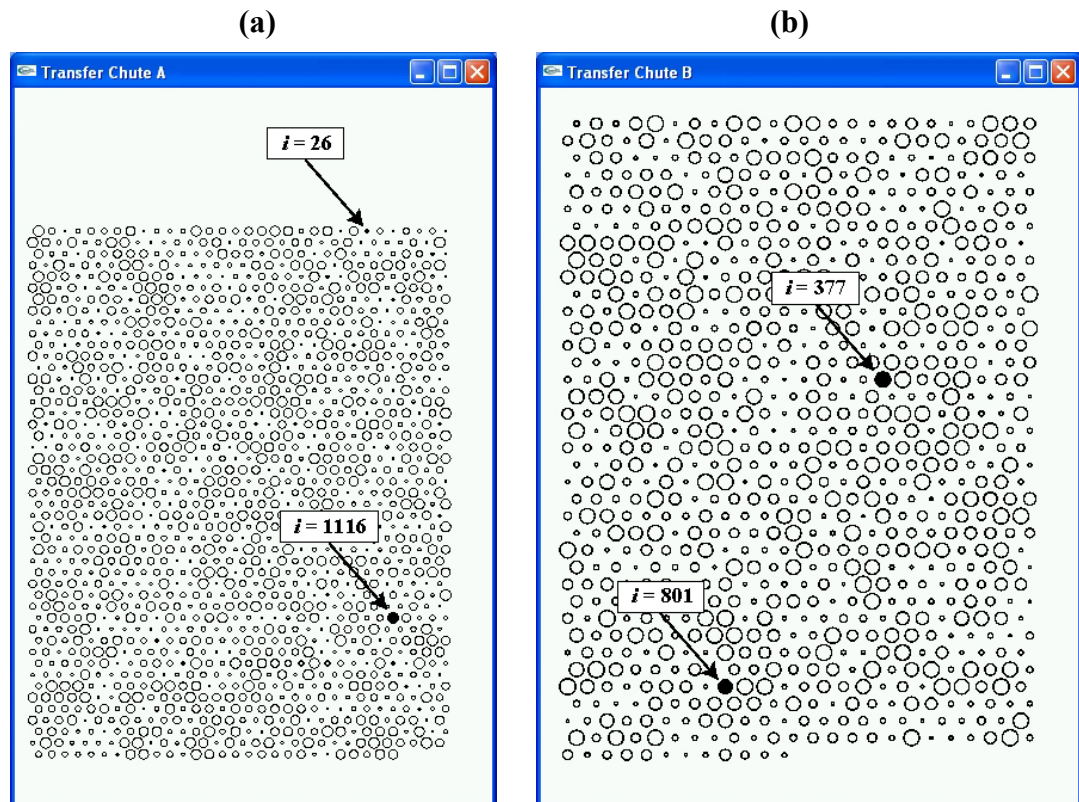 (a)
(b)
Transfer Chute A
Transfer Chute B
i = 26
i = 377
i = 1116
i = 801